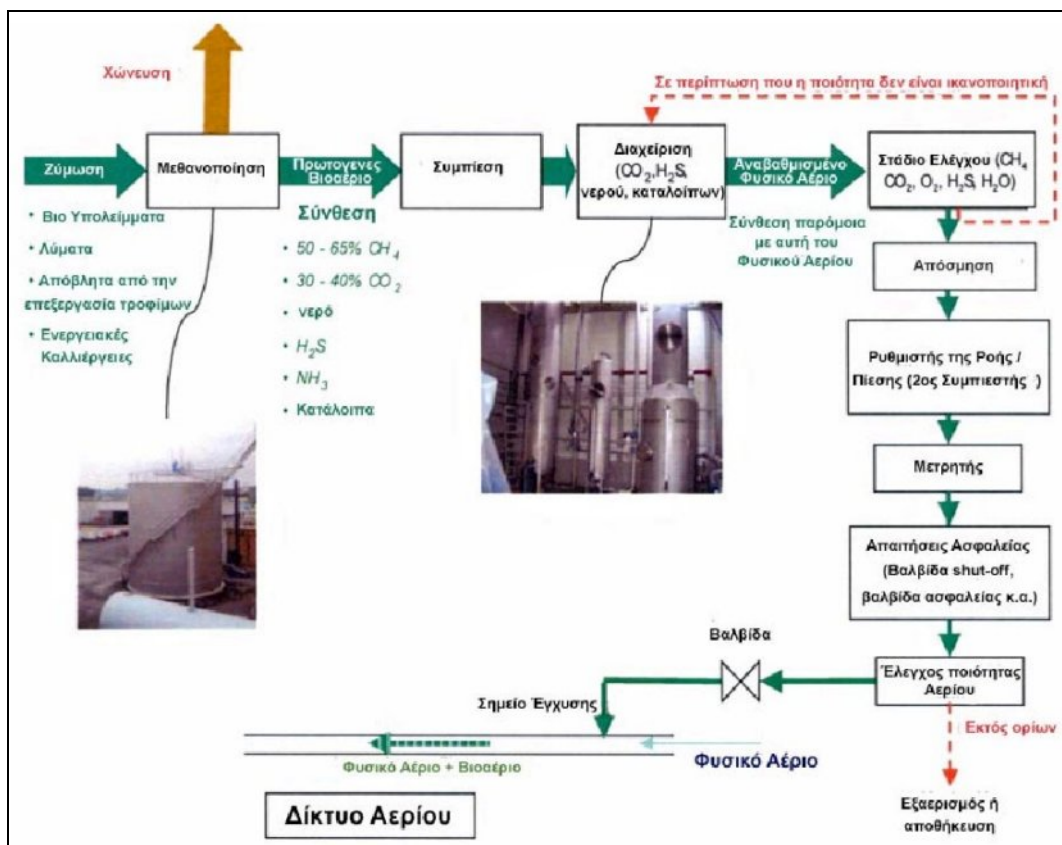 Χώνευση
Σε περίπτωση που η ποιότητα δεν είναι ικανοποιητική
Ζύμωση
Μεθανοποίηση
Πρωτογενες
Βιοαέριο
Συμπίεση
Διαχείριση
(CO2,H2S,
νερού, καταλοίπων)
Αναβαθμισμένο
Φυσικό Αέριο
Στάδιο Ελέγχου (CH4
CO2, O2, H2S, H2O)
• Βιο Υπολείμματα
• Λύματα
• Απόβλητα από την
επεξεργασία τροφίμων
• Ενεργειακές
Καλλιέργειες
Σύνθεση
• 50 - 65% CH4
• 30 - 40% CO2
• νερό
• H2S
• NH3
• Κατάλοιπα
Σύνθεση παρόμοια
με αυτή του
Φυσικού Αερίου
Απόσμηση
Ρυθμιστής της Ροής /
Πίεσης (2ος Συμπιεστής )
Μετρητής
Απαιτήσεις Ασφαλείας
(Βαλβίδα shut-off,
βαλβίδα ασφαλείας κ.α.)
Βαλβίδα
Έλεγχος ποιότητας
Αερίου
Σημείο Έγχυσης
Εκτός ορίων
Φυσικό Αέριο + Βιοαέριο
Φυσικό Αέριο
Δίκτυο Αερίου
Εξαερισμός ή
αποθήκευση